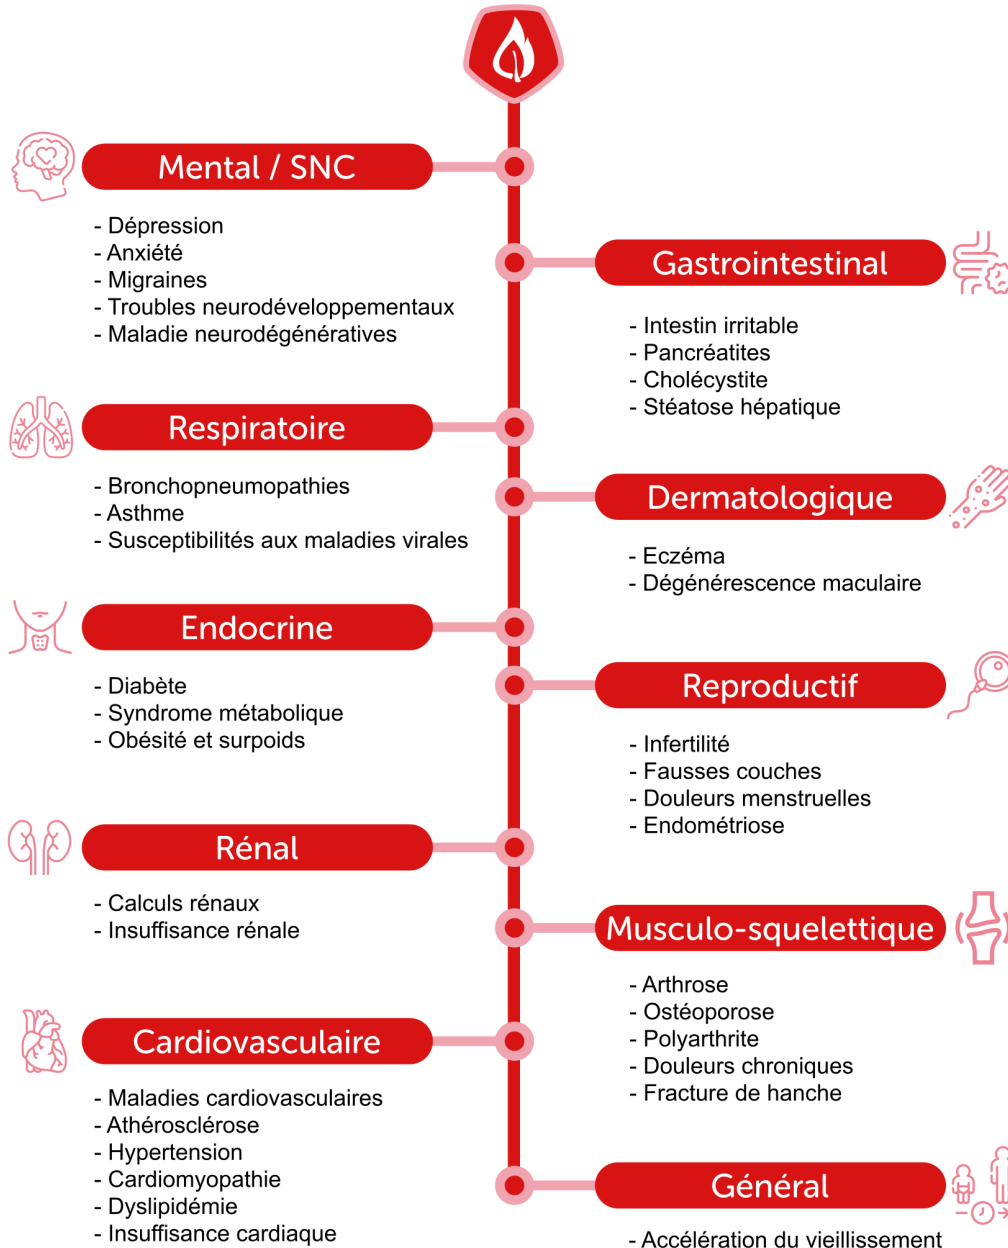 Mental / SNC
- Dépression
- Anxiété
- Migraines
- Troubles neurodéveloppementaux
- Maladie neurodégénératives
Gastrointestinal
- Intestin irritable
- Pancréatites
- Cholécystite
- Stéatose hépatique
Respiratoire
- Bronchopneumopathies
- Asthme
- Susceptibilités aux maladies virales
Dermatologique
- Eczéma
- Dégénérescence maculaire
Endocrine
- Diabète
- Syndrome métabolique
- Obésité et surpoids
Reproductif
- Infertilité
- Fausses couches
- Douleurs menstruelles
- Endométriose
Rénal
- Calculs rénaux
- Insuffisance rénale
Musculo-squelettique
- Arthrose
- Ostéoporose
- Polyarthrite
- Douleurs chroniques
- Fracture de hanche
Cardiovasculaire
- Maladies cardiovasculaires
- Athérosclérose
- Hypertension
- Cardiomyopathie
- Dyslipidémie
- Insuffisance cardiaque
Général
- Accélération du vieillissement